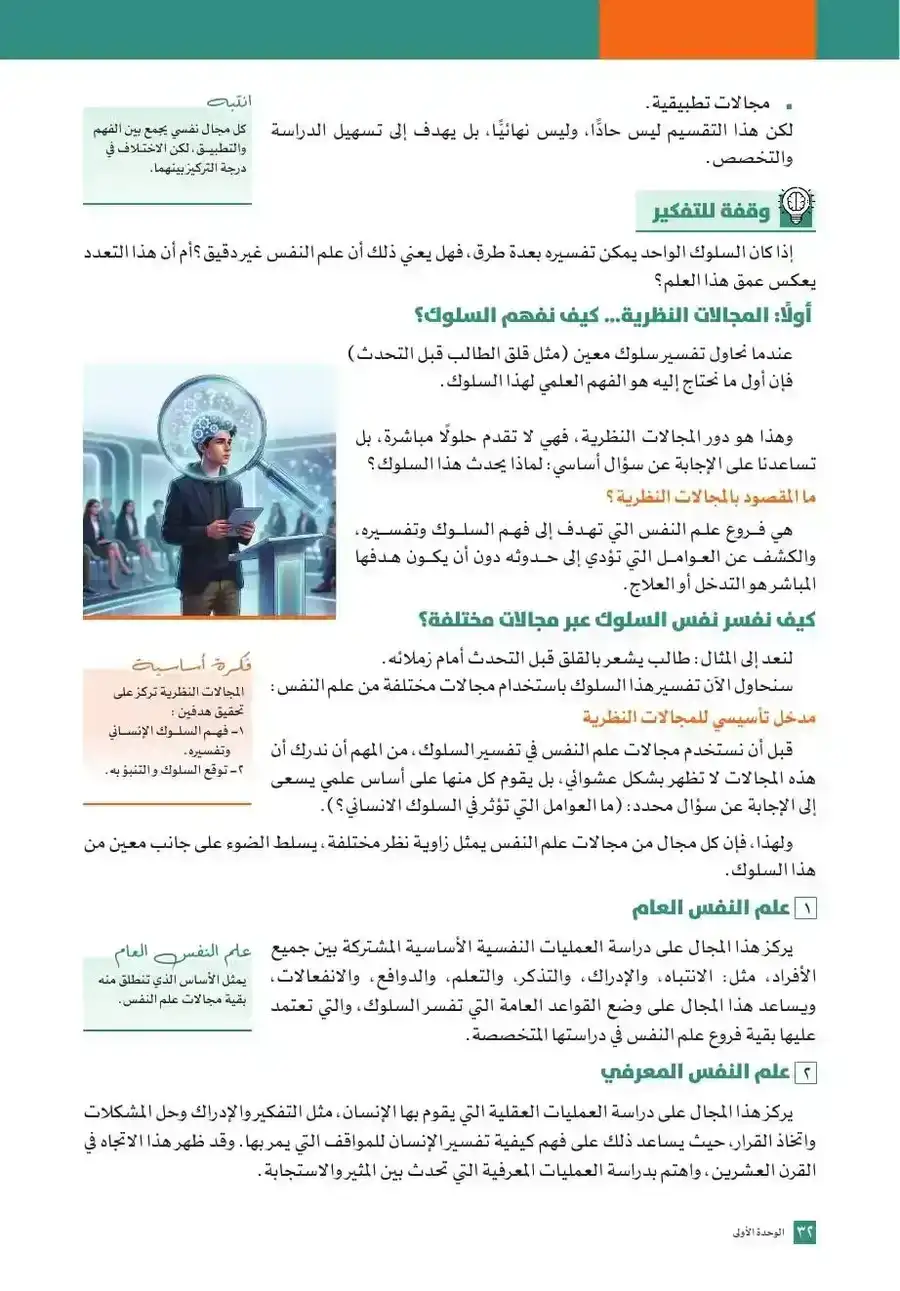 ▪ مجالات تطبيقية.
لكن هذا التقسيم ليس حادًّا، وليس نهائيًّا، بل يهدف إلى تسهيل الدراسة
والتخصص.
انتبه
كل مجال نفسي يجمع بين الفهم
والتطبيـق، لكن الاختـلاف في
درجة التركيز بينهما.
وقفة للتفكير
إذا كان السلوك الواحد يمكن تفسيره بعدة طرق، فهل يعني ذلك أن علم النفس غير دقيق؟ أم أن هذا التعدد
يعكس عمق هذا العلم؟
أولًا: المجالات النظرية... كيف نفهم السلوك؟
عندما نحاول تفسير سلوك معين (مثل قلق الطالب قبل التحدث)
فإن أول ما نحتاج إليه هو الفهم العلمي لهذا السلوك.
وهذا هو دور المجالات النظرية، فهي لا تقدم حلولًا مباشرة، بل
تساعدنا على الإجابة عن سؤال أساسي: لماذا يحدث هذا السلوك؟
ما المقصود بالمجالات النظرية؟
هي فـروع علـم النفس التي تهـدف إلى فهـم السلـوك وتفسـيره،
والكشف عن العوامـل التي تؤدي إلى حـدوثه دون أن يكـون هـدفها
المباشر هو التدخل أو العلاج.
كيف نفسر نفس السلوك عبر مجالات مختلفة؟
لنعد إلى المثال: طالب يشعر بالقلق قبل التحدث أمام زملائه.
سنحاول الآن تفسير هذا السلوك باستخدام مجالات مختلفة من علم النفس:
فكرة أساسية
المجالات النظرية تركز على
تحقيق هدفين :
١- فهـم السلـوك الإنسـاني
وتفسيره.
٢- توقع السلوك والتنبؤ به.
مدخل تأسيسي للمجالات النظرية
قبل أن نستخدم مجالات علم النفس في تفسير السلوك، من المهم أن ندرك أن
هذه المجالات لا تظهر بشكل عشوائي، بل يقوم كل منها على أساس علمي يسعى
إلى الإجابة عن سؤال محدد: (ما العوامل التي تؤثر في السلوك الانساني؟).
ولهذا، فإن كل مجال من مجالات علم النفس يمثل زاوية نظر مختلفة، يسلط الضوء على جانب معين من
هذا السلوك.
١ علم النفس العام
يركز هذا المجال على دراسة العمليات النفسية الأساسية المشتركة بين جميع
الأفراد، مثل: الانتباه، والإدراك، والتذكر، والتعلم، والدوافع، والانفعالات،
ويساعد هذا المجال على وضع القواعد العامة التي تفسر السلوك، والتي تعتمد
عليها بقية فروع علم النفس في دراستها المتخصصة.
علم النفس العام
يمثل الأساس الذي تنطلق منه
بقية مجالات علم النفس.
٢ علم النفس المعرفي
يركز هذا المجال على دراسة العمليات العقلية التي يقوم بها الإنسان، مثل التفكير والإدراك وحل المشكلات
واتخاذ القرار، حيث يساعد ذلك على فهم كيفية تفسير الإنسان للمواقف التي يمر بها. وقد ظهر هذا الاتجاه في
القرن العشرين، واهتم بدراسة العمليات المعرفية التي تحدث بين المثير والاستجابة.
٣٢ الوحدة الأولى